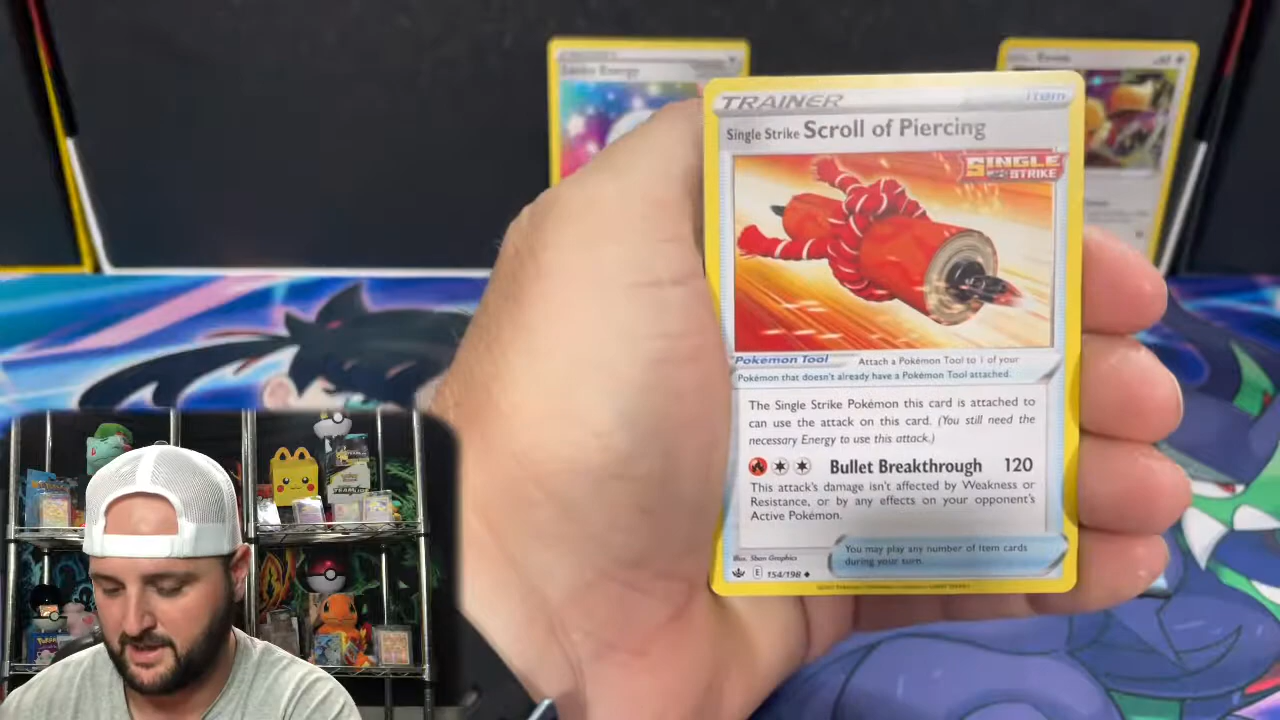 TRAINER
Item
Single Strike Scroll of Piercing
SINGLE
STRIKE
Pokémon Tool
Attach a Pokémon Tool to 1 of your
Pokémon that doesn't already have a Pokémon Tool attached.
The Single Strike Pokémon this card is attached to
can use the attack on this card. (You still need the
necessary Energy to use this attack.)
Bullet Breakthrough 120
This attack's damage isn't affected by Weakness or
Resistance, or by any effects on your opponent's
Active Pokémon.
You may play any number of Item cards
during your turn.
Illus. Shon Graphics
E 154/198
Energy